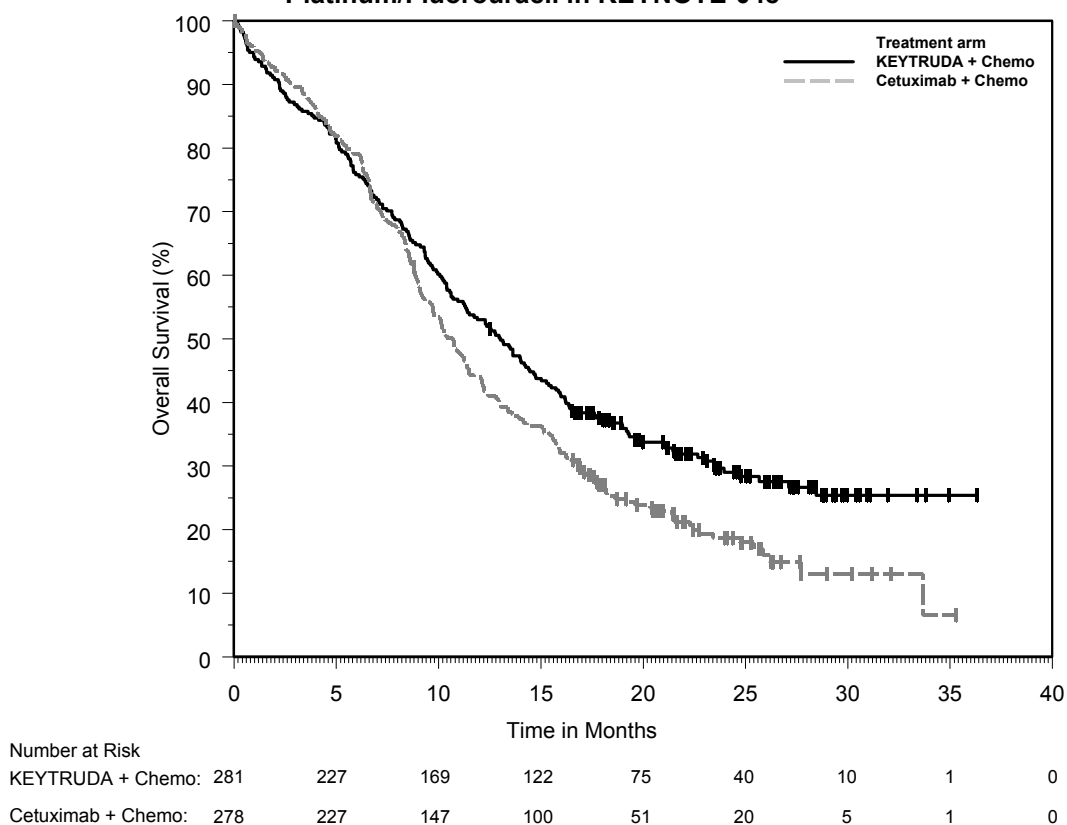 Treatment arm
KEYTRUDA + Chemo
Cetuximab + Chemo
100
90
80
70
60
50
40
30
20
10
0
Overall Survival (%)
0 5 10 15 20 25 30 35 40
Time in Months
Number at Risk
KEYTRUDA + Chemo: 281 227 169 122 75 40 10 1 0
Cetuximab + Chemo: 278 227 147 100 51 20 5 1 0